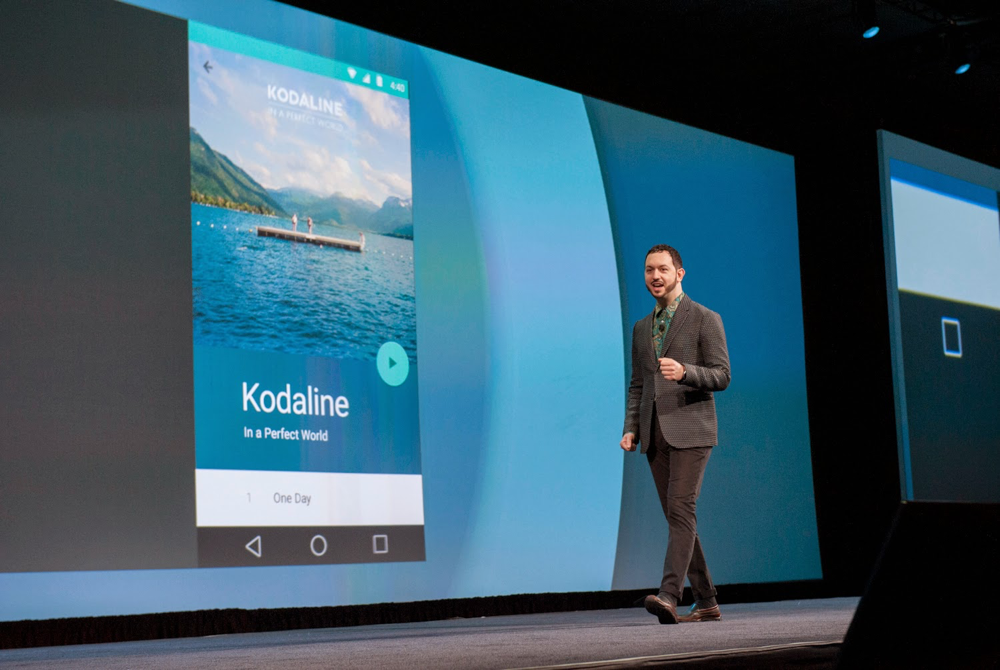 4:40
KODALINE
IN A PERFECT WORLD
Kodaline
In a Perfect World
1 One Day